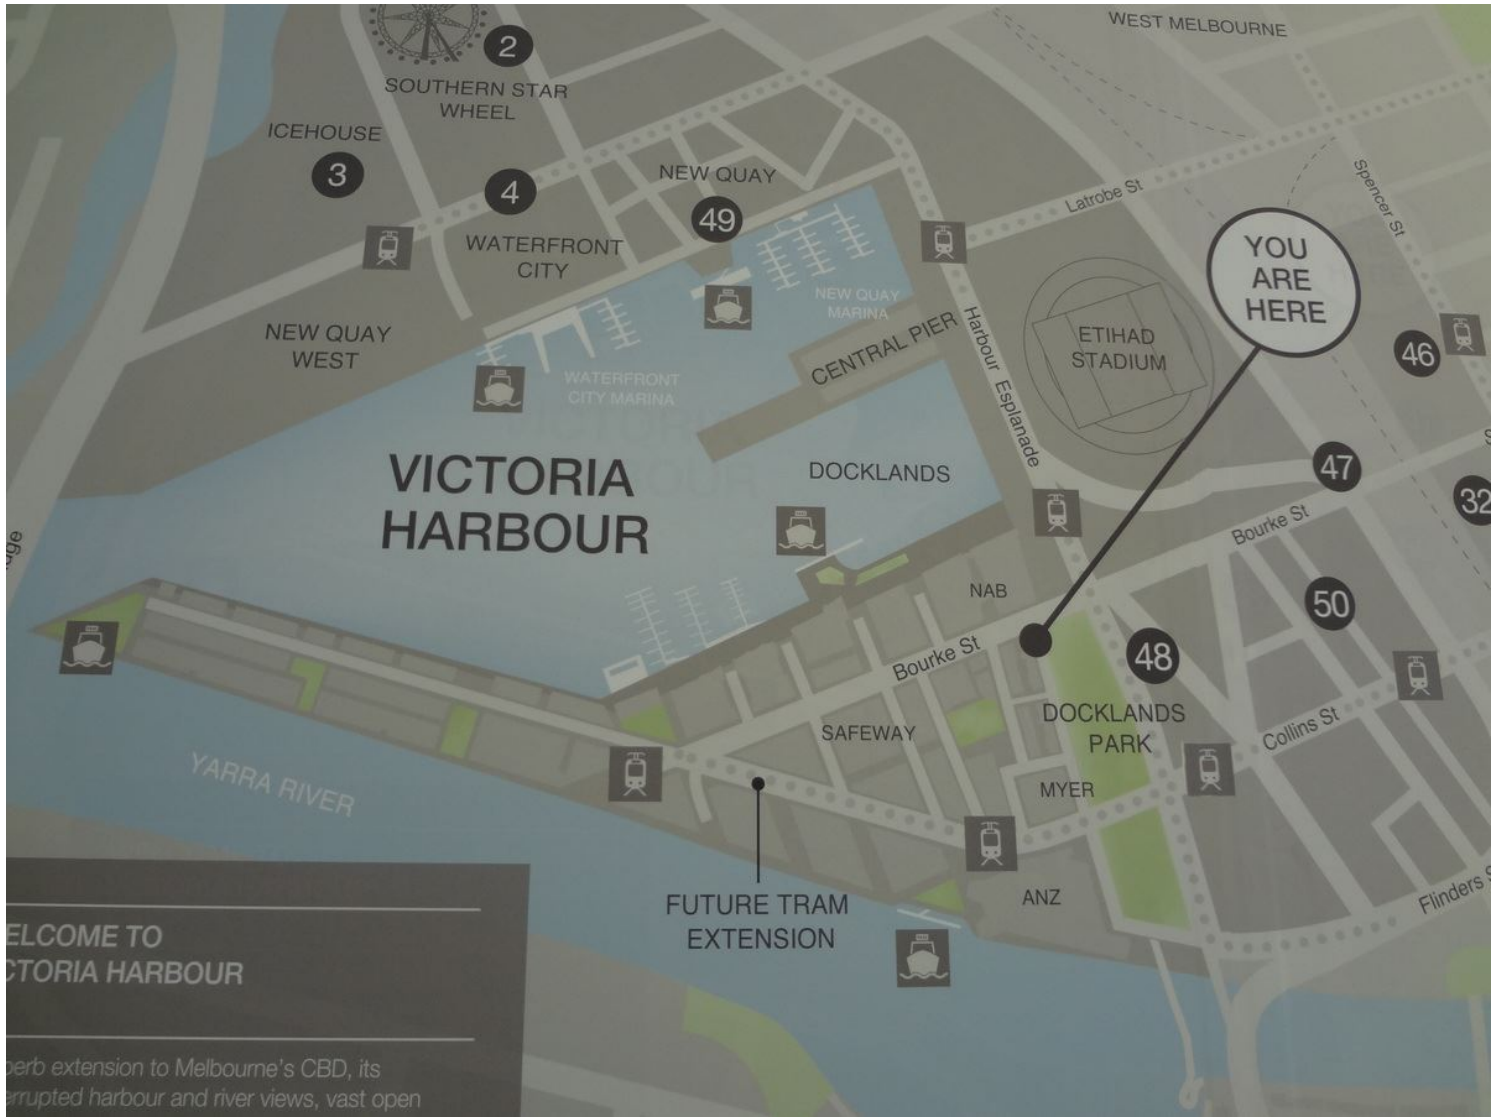 WEST MELBOURNE
2
SOUTHERN STAR
WHEEL
ICEHOUSE
3
4
NEW QUAY
49
WATERFRONT
CITY
Latrobe St
Spencer St
YOU
ARE
HERE
NEW QUAY
MARINA
NEW QUAY
WEST
CENTRAL PIER
Harbour Esplanade
ETIHAD
STADIUM
46
WATERFRONT
CITY MARINA
VICTORIA
HARBOUR
DOCKLANDS
47
32
Bourke St
NAB
50
Bourke St
48
SAFEWAY
DOCKLANDS
PARK
Collins St
MYER
YARRA RIVER
FUTURE TRAM
EXTENSION
ANZ
Flinders S
ELCOME TO
CTORIA HARBOUR
perb extension to Melbourne's CBD, its
errupted harbour and river views, vast open